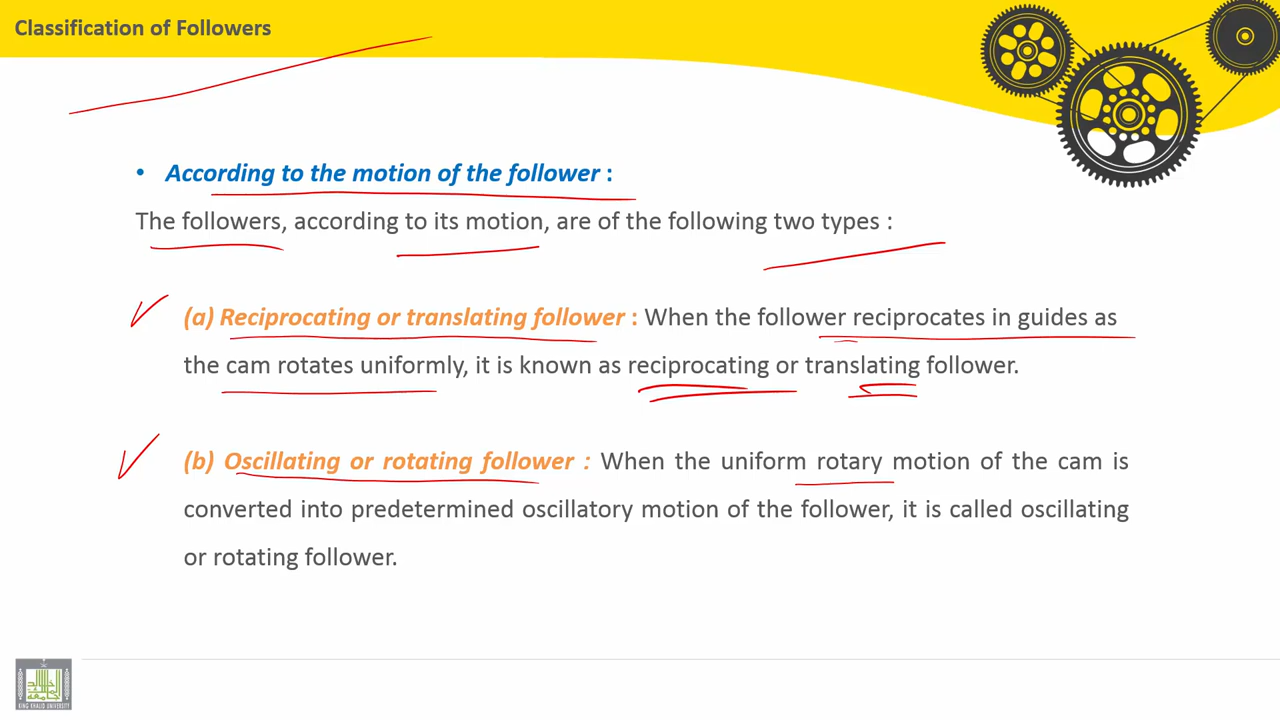 Classification of Followers
• According to the motion of the follower :
The followers, according to its motion, are of the following two types :
(a) Reciprocating or translating follower : When the follower reciprocates in guides as
the cam rotates uniformly, it is known as reciprocating or translating follower.
(b) Oscillating or rotating follower : When the uniform rotary motion of the cam is
converted into predetermined oscillatory motion of the follower, it is called oscillating
or rotating follower.
KING KHALID UNIVERSITY